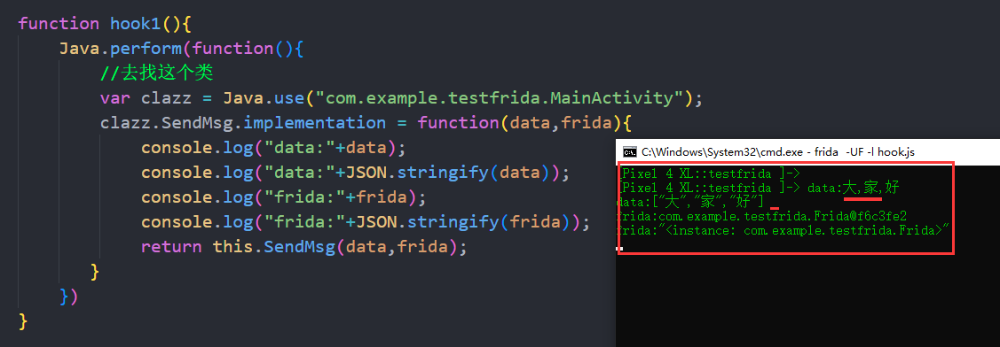 function hook1(){
Java.perform(function(){
//去找这个类
var clazz = Java.use("com.example.testfrida.MainActivity");
clazz.SendMsg.implementation = function(data,frida){
console.log("data:"+data);
console.log("data:"+JSON.stringify(data));
console.log("frida:"+frida);
console.log("frida:"+JSON.stringify(frida));
return this.SendMsg(data,frida);
}
})
}
C:\Windows\System32\cmd.exe - frida  -UF -l hook.js
[Pixel 4 XL::testfrida ]->
[Pixel 4 XL::testfrida ]-> data:大,家,好
data:["大","家","好"]
frida:com.example.testfrida.Frida@f6c3fe2
frida:"<instance: com.example.testfrida.Frida>"